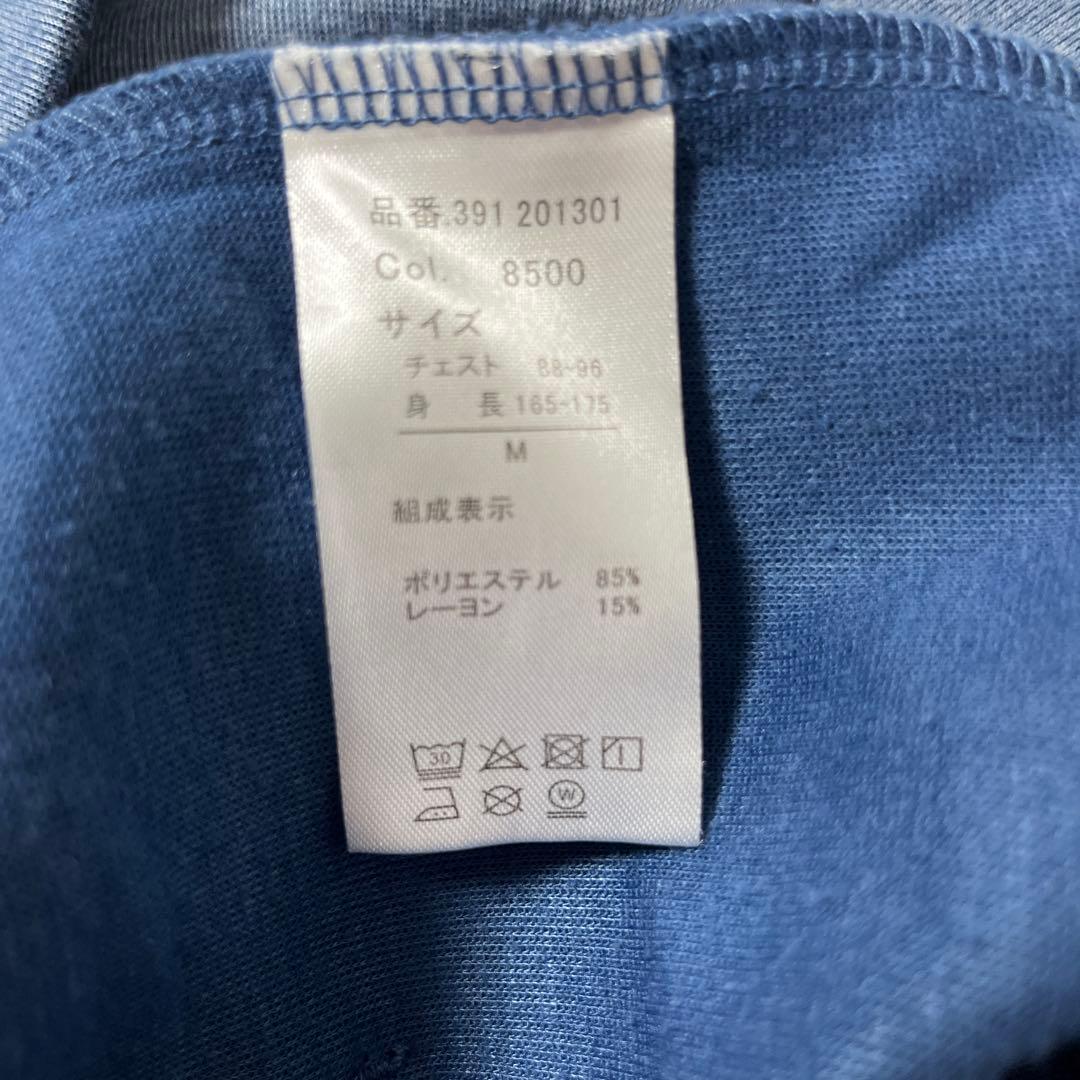 品番.391 201301
Col. 8500
サイズ
チェスト 88-96
身 長 165-175
M
組成表示
ポリエステル 85%
レーヨン 15%
30
W